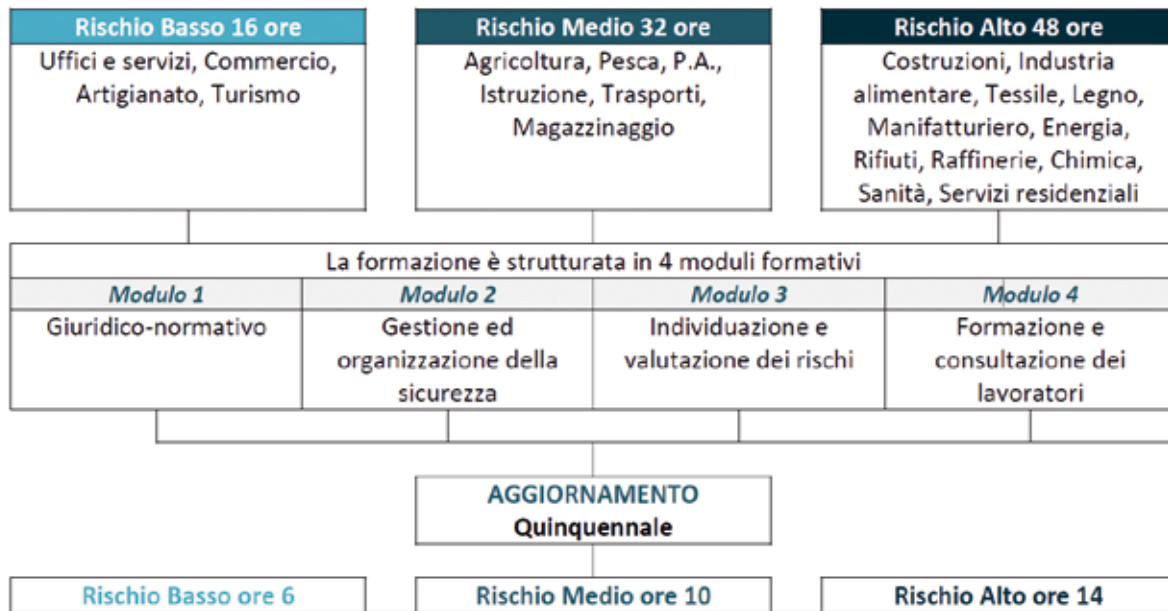 Rischio Basso 16 ore
Uffici e servizi, Commercio,
Artigianato, Turismo
Rischio Medio 32 ore
Agricoltura, Pesca, P.A.,
Istruzione, Trasporti,
Magazzinaggio
Rischio Alto 48 ore
Costruzioni, Industria
alimentare, Tessile, Legno,
Manifatturiero, Energia,
Rifiuti, Raffinerie, Chimica,
Sanità, Servizi residenziali
La formazione è strutturata in 4 moduli formativi
Modulo 1
Giuridico-normativo
Modulo 2
Gestione ed
organizzazione della
sicurezza
Modulo 3
Individuazione e
valutazione dei rischi
Modulo 4
Formazione e
consultazione dei
lavoratori
AGGIORNAMENTO
Quinquennale
Rischio Basso ore 6
Rischio Medio ore 10
Rischio Alto ore 14